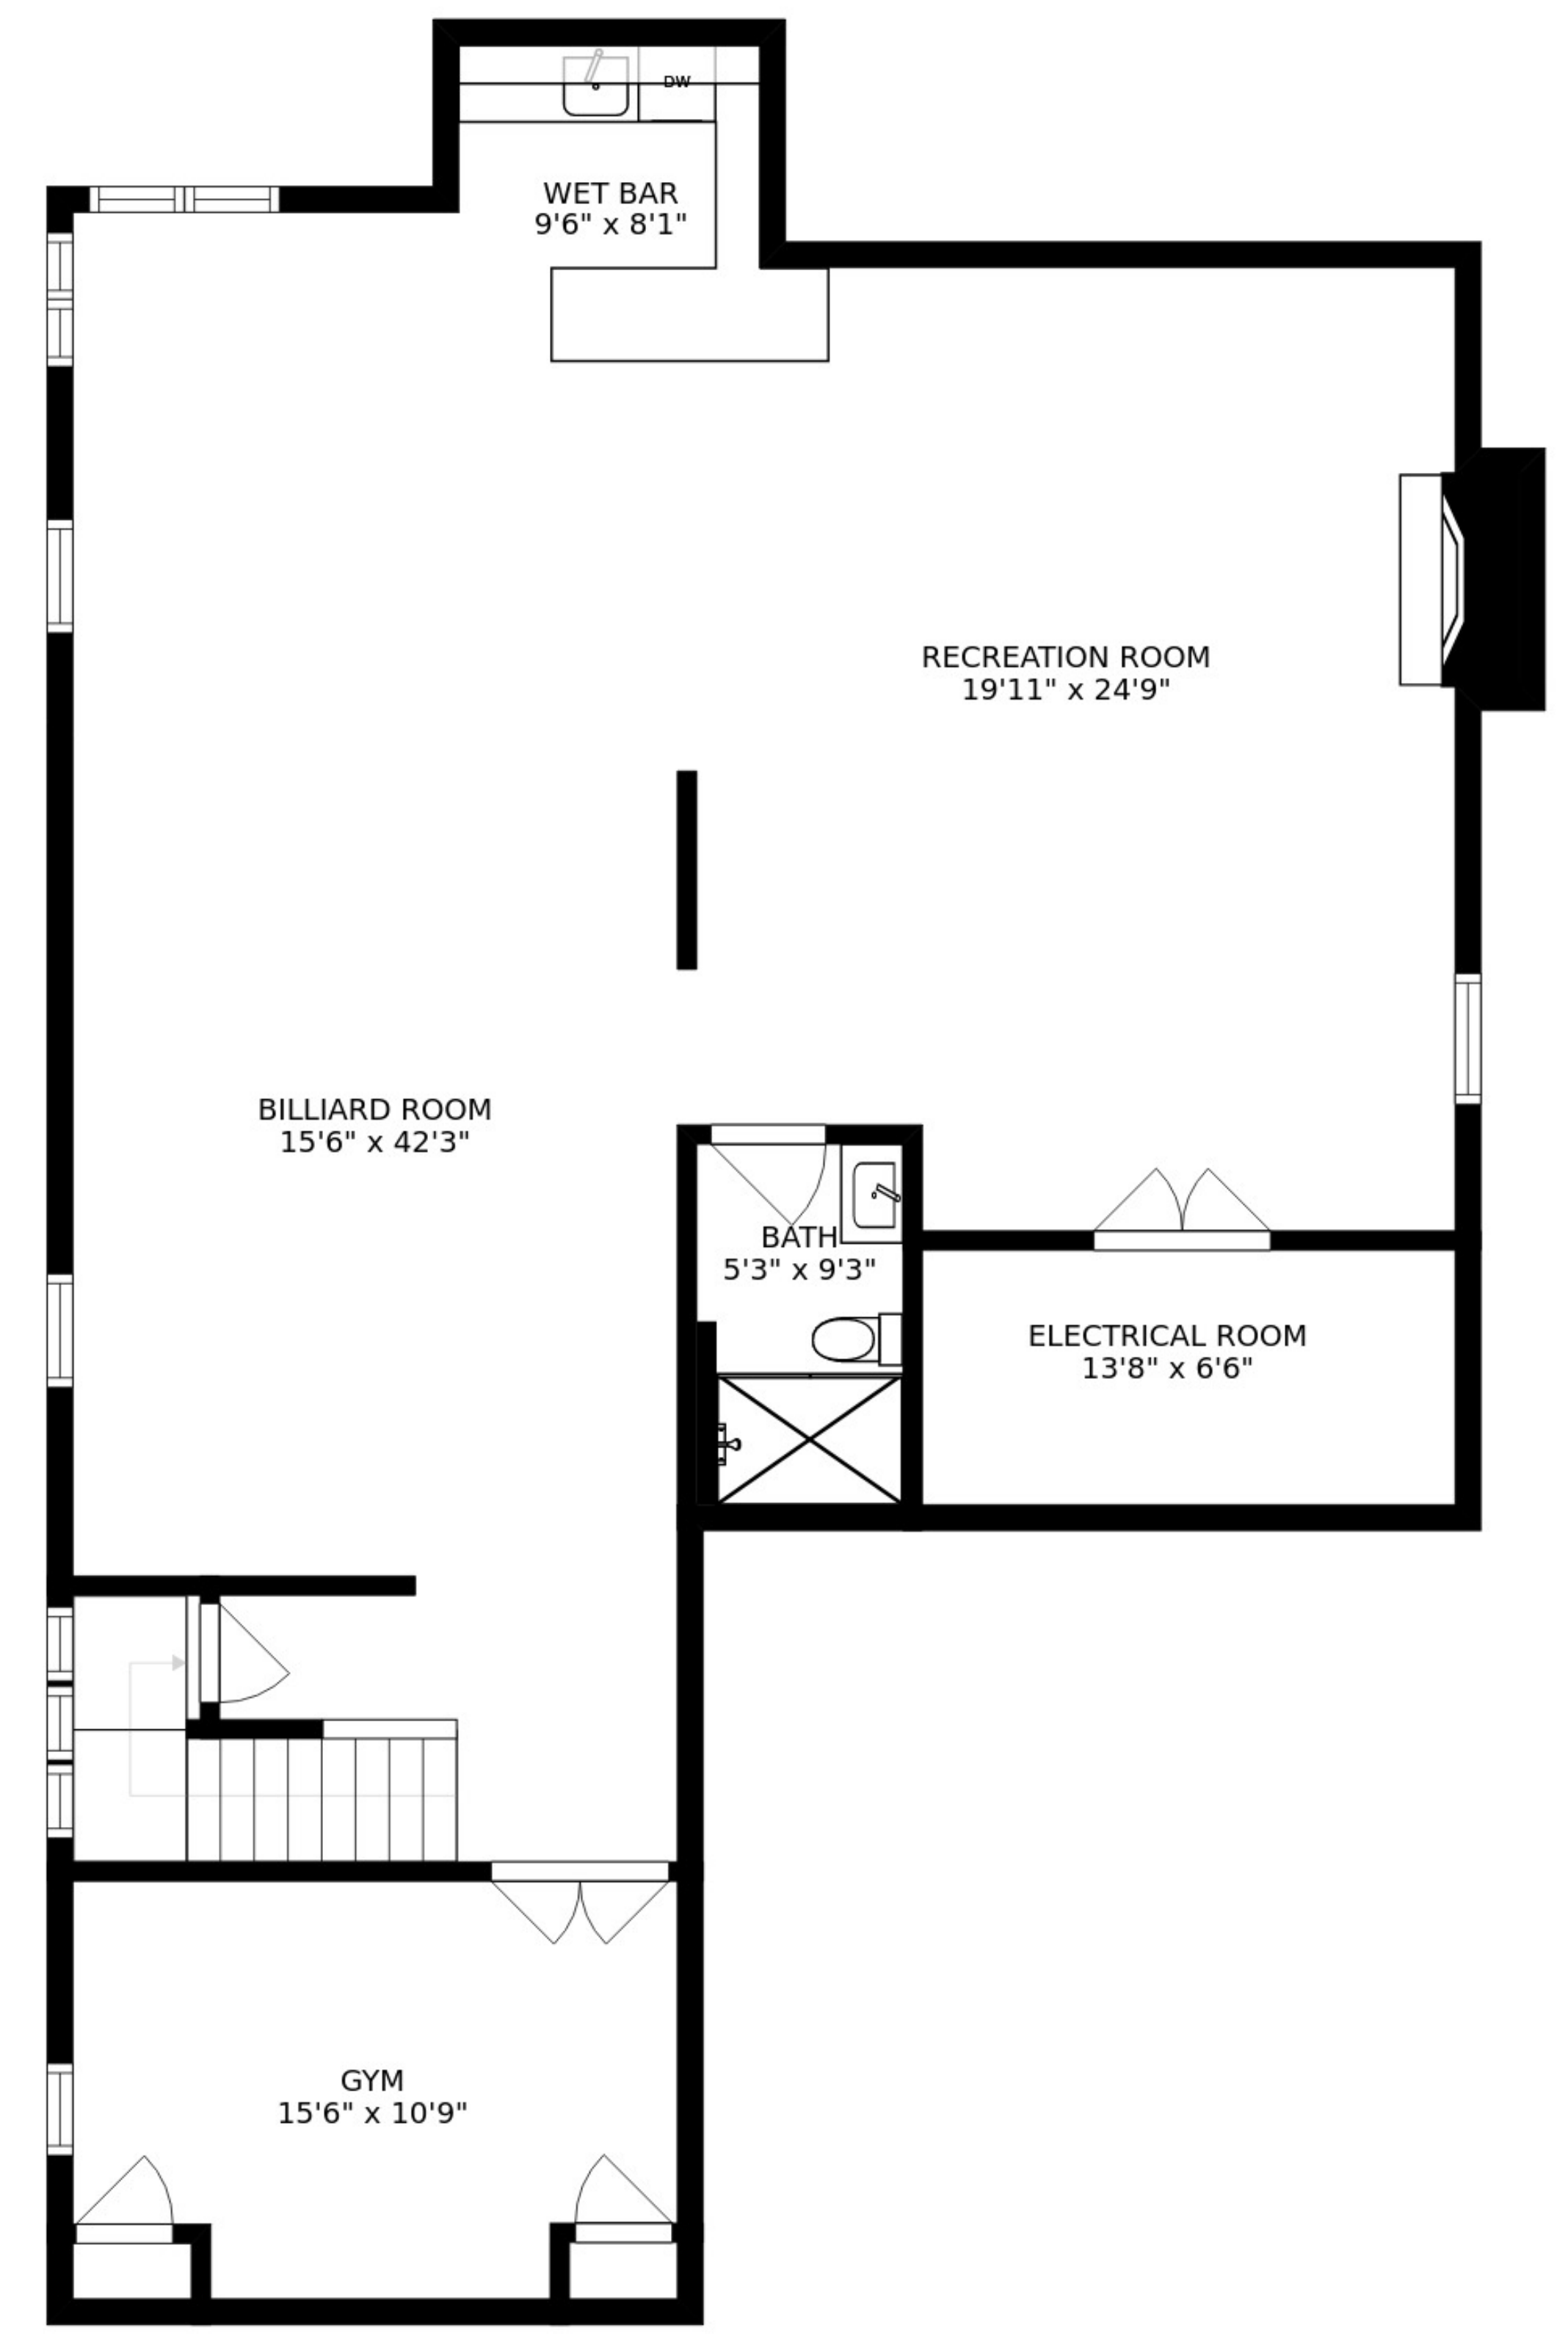 DW
WET BAR
9'6" x 8'1"
RECREATION ROOM
19'11" x 24'9"
BILLIARD ROOM
15'6" x 42'3"
BATH
5'3" x 9'3"
ELECTRICAL ROOM
13'8" x 6'6"
GYM
15'6" x 10'9"